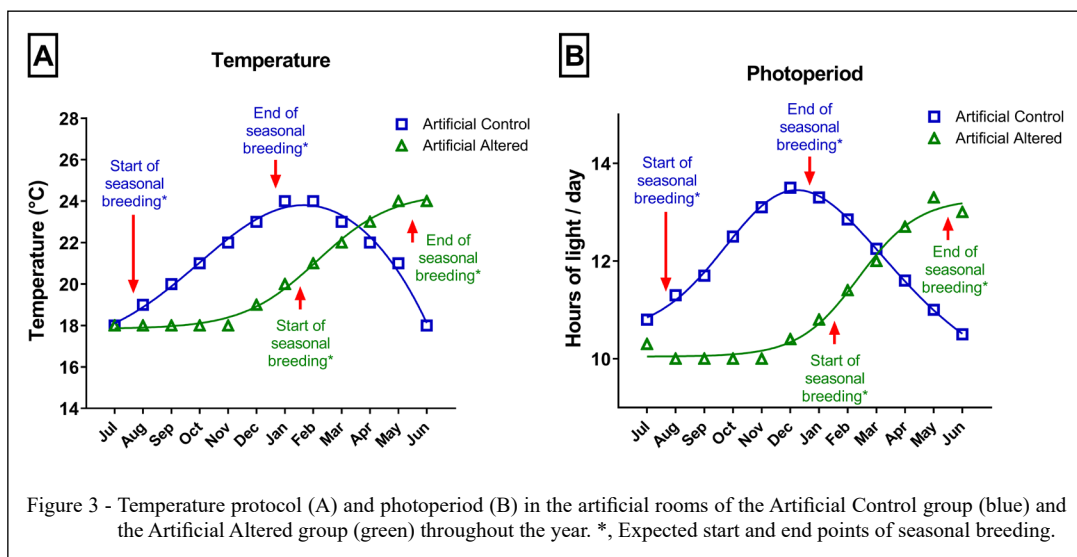 A
Temperature
Temperature (°C)
28
26
24
22
20
18
16
14
Jul
Aug
Sep
Oct
Nov
Dec
Jan
Feb
Mar
Apr
May
Jun
Start of
seasonal
breeding*
End of
seasonal
breeding*
Artificial Control
Artificial Altered
Start of
seasonal
breeding*
End of
seasonal
breeding*
B
Photoperiod
Hours of light / day
14
12
10
Jul
Aug
Sep
Oct
Nov
Dec
Jan
Feb
Mar
Apr
May
Jun
Start of
seasonal
breeding*
End of
seasonal
breeding*
Artificial Control
Artificial Altered
Start of
seasonal
breeding*
End of
seasonal
breeding*
Figure 3 - Temperature protocol (A) and photoperiod (B) in the artificial rooms of the Artificial Control group (blue) and
the Artificial Altered group (green) throughout the year. *, Expected start and end points of seasonal breeding.